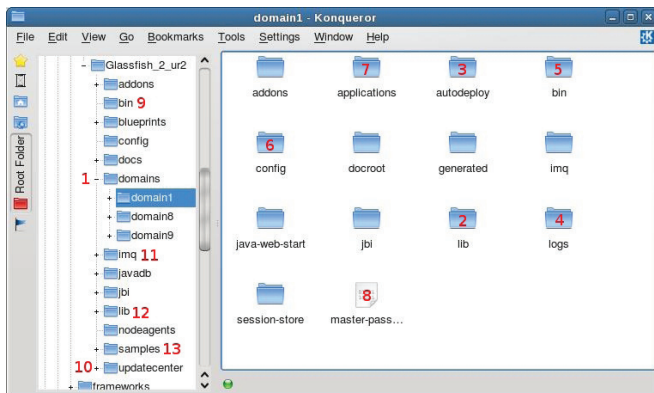 domain1 - Konqueror
File Edit View Go Bookmarks Tools Settings Window Help
Root Folder
Glassfish_2_ur2
addons
bin 9
blueprints
config
docs
1 domains
domain1
domain8
domain9
imq 11
javadb
jbi
lib 12
nodeagents
samples 13
10 updatecenter
frameworks
7 3 5
addons applications autodeploy bin
6
config docroot generated imq
2 4
java-web-start jbi lib logs
8
session-store master-pass...